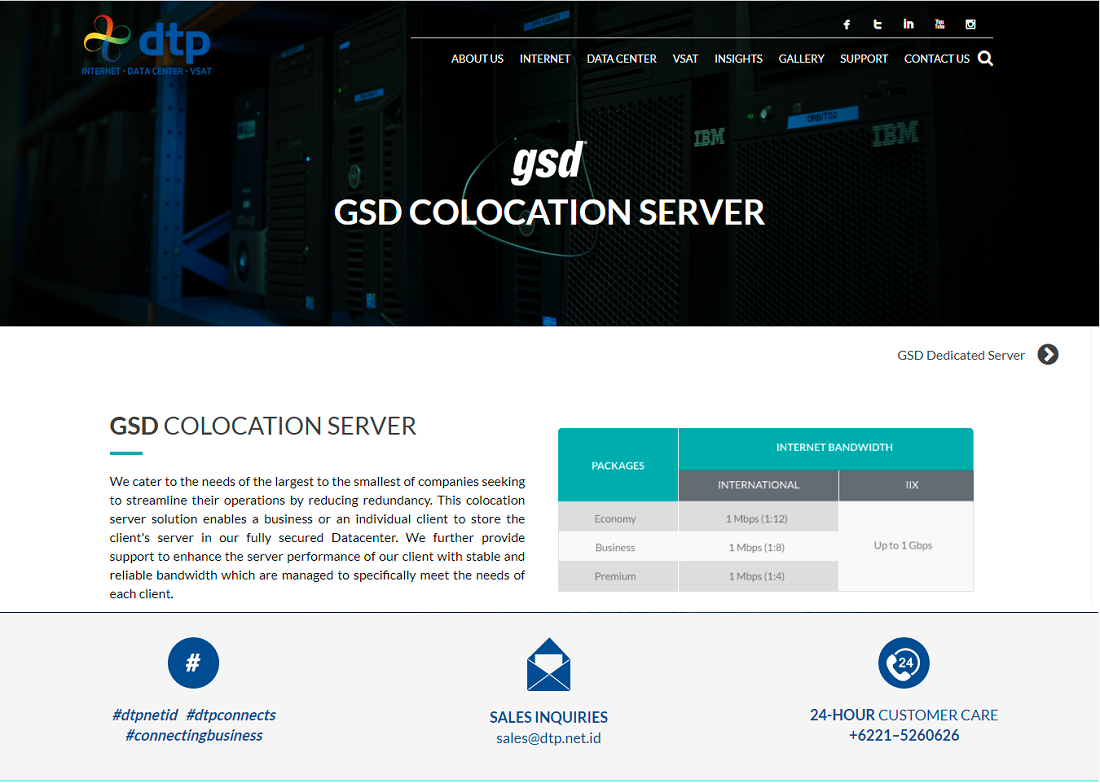 dtp
INTERNET • DATA CENTER • VSAT
ABOUT US INTERNET DATA CENTER VSAT INSIGHTS GALLERY SUPPORT CONTACT US
IBM
ORBIT02
IBM
gsd
GSD COLOCATION SERVER
GSD Dedicated Server
GSD COLOCATION SERVER
We cater to the needs of the largest to the smallest of companies seeking
to streamline their operations by reducing redundancy. This colocation
server solution enables a business or an individual client to store the
client's server in our fully secured Datacenter. We further provide
support to enhance the server performance of our client with stable and
reliable bandwidth which are managed to specifically meet the needs of
each client.
PACKAGES
INTERNET BANDWIDTH
INTERNATIONAL IIX
Economy 1 Mbps (1:12)
Business 1 Mbps (1:8)
Up to 1 Gbps
Premium 1 Mbps (1:4)
#
#dtpnetid #dtpconnects
#connectingbusiness
SALES INQUIRIES
sales@dtp.net.id
24
24-HOUR CUSTOMER CARE
+6221–5260626